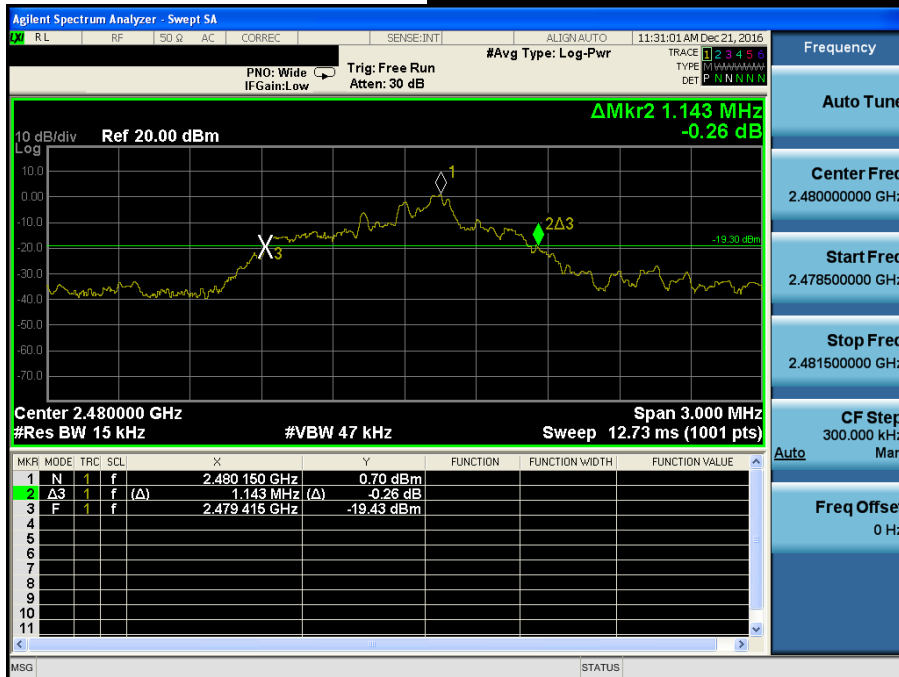 Agilent Spectrum Analyzer - Swept SA
LXI RL RF 50 Ω AC CORREC SENSE:INT ALIGN AUTO 11:31:01 AM Dec 21, 2016
#Avg Type: Log-Pwr
TRACE 1 2 3 4 5 6
PNO: Wide Trig: Free Run
TYPE M WWWWW
IFGain:Low Atten: 30 dB
DET P N N N N N
ΔMkr2 1.143 MHz
-0.26 dB
10 dB/div Ref 20.00 dBm
Log
10.0
0.00
-10.0
-20.0
-30.0
-40.0
-50.0
-60.0
-70.0
1
2Δ3
3
-19.30 dBm
Center 2.480000 GHz Span 3.000 MHz
#Res BW 15 kHz #VBW 47 kHz Sweep 12.73 ms (1001 pts)
MKR MODE TRC SCL X Y FUNCTION FUNCTION WIDTH FUNCTION VALUE
1 N 1 f 2.480 150 GHz 0.70 dBm
2 Δ3 1 f (Δ) 1.143 MHz (Δ) -0.26 dB
3 F 1 f 2.479 415 GHz -19.43 dBm
4
5
6
7
8
9
10
11
MSG STATUS
Frequency
Auto Tune
Center Freq
2.480000000 GHz
Start Freq
2.478500000 GHz
Stop Freq
2.481500000 GHz
CF Step
300.000 kHz
Auto Man
Freq Offset
0 Hz